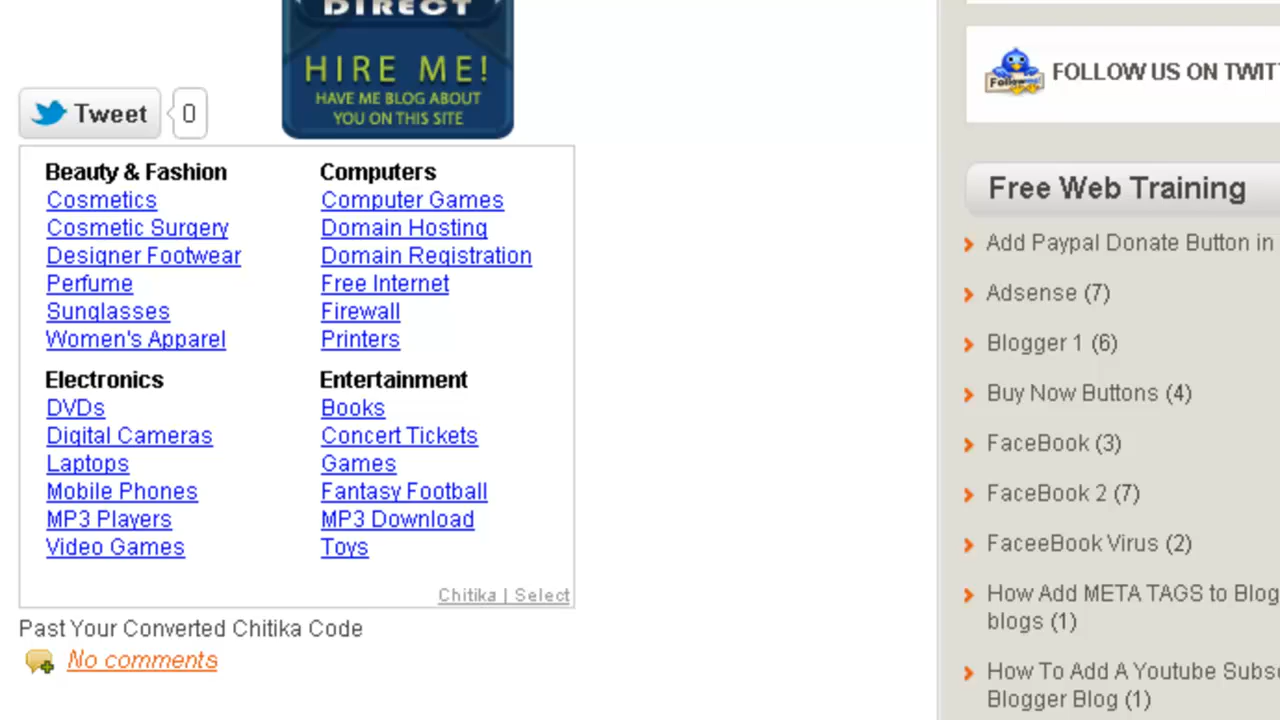 DIRECT
HIRE ME!
HAVE ME BLOG ABOUT
YOU ON THIS SITE
Tweet 0
Beauty & Fashion
Cosmetics
Cosmetic Surgery
Designer Footwear
Perfume
Sunglasses
Women's Apparel
Computers
Computer Games
Domain Hosting
Domain Registration
Free Internet
Firewall
Printers
Electronics
DVDs
Digital Cameras
Laptops
Mobile Phones
MP3 Players
Video Games
Entertainment
Books
Concert Tickets
Games
Fantasy Football
MP3 Download
Toys
Chitika | Select
Past Your Converted Chitika Code
No comments
Follow me
FOLLOW US ON TWIT
Free Web Training
Add Paypal Donate Button in
Adsense (7)
Blogger 1 (6)
Buy Now Buttons (4)
FaceBook (3)
FaceBook 2 (7)
FaceeBook Virus (2)
How Add META TAGS to Blog
blogs (1)
How To Add A Youtube Subs
Blogger Blog (1)